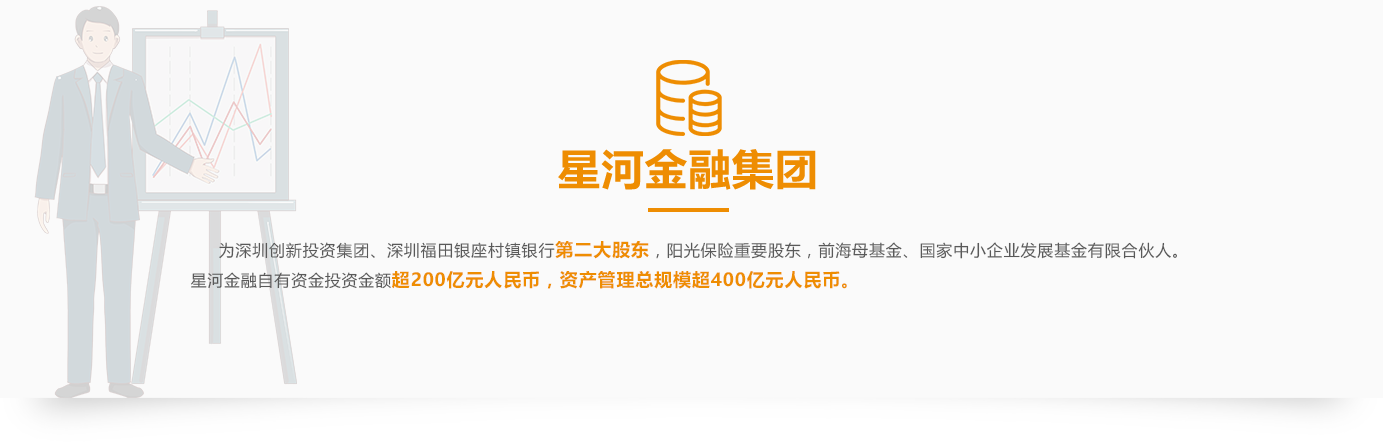 星河金融集团
为深圳创新投资集团、深圳福田银座村镇银行第二大股东，阳光保险重要股东，前海母基金、国家中小企业发展基金有限合伙人。
星河金融自有资金投资金额超200亿元人民币，资产管理总规模超400亿元人民币。